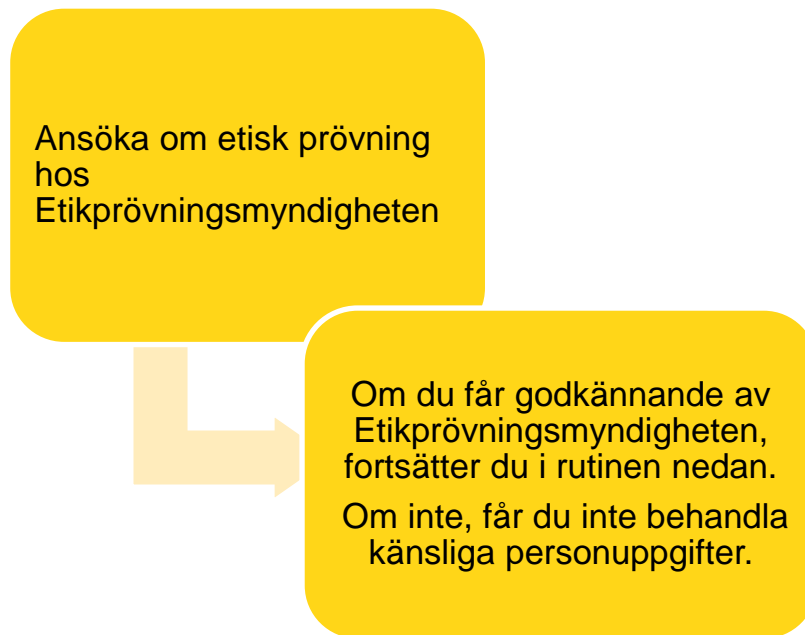 Ansöka om etisk prövning
hos
Etikprövningsmyndigheten
Om du får godkännande av
Etikprövningsmyndigheten,
fortsätter du i rutinen nedan.
Om inte, får du inte behandla
känsliga personuppgifter.